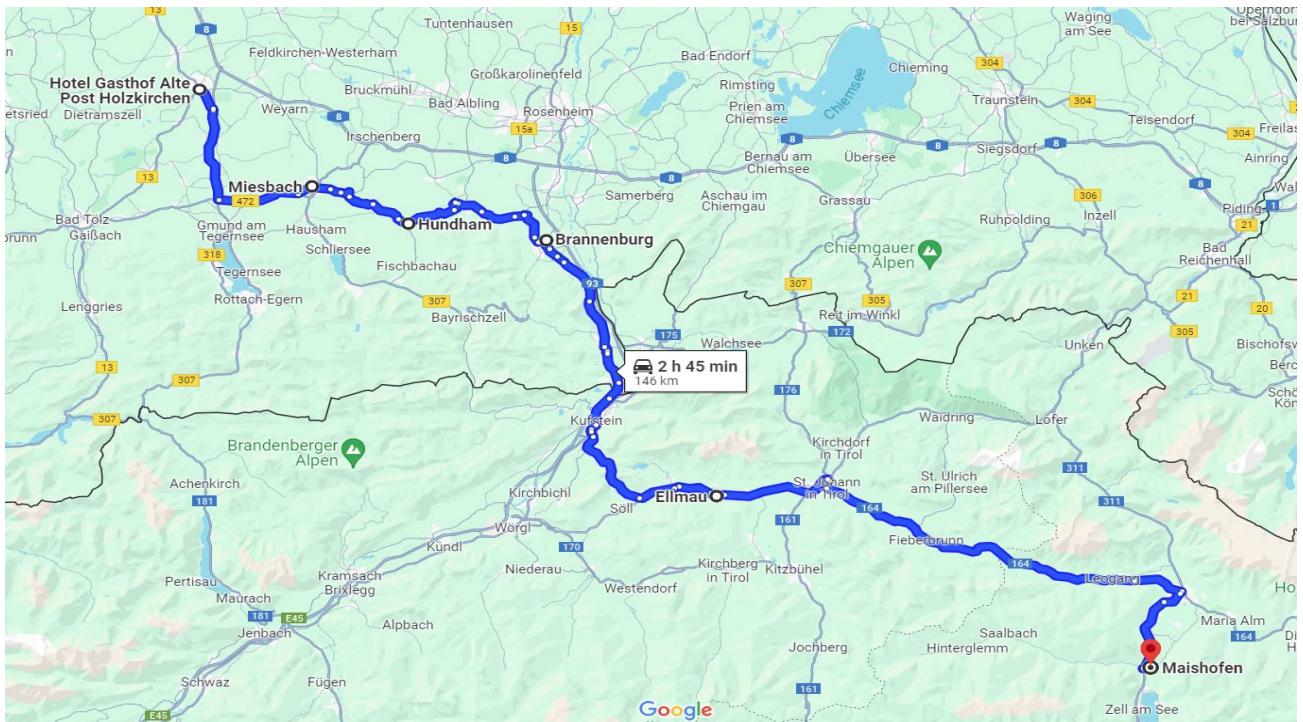 Tuntenhausen
15
13
8
Waging
am See
Oberndorf
bei Salzburg
Feldkirchen-Westerham
Hotel Gasthof Alte
Post Holzkirchen
Dietramszell
Weyarn
Bruckmühl
Großkarolinenfeld
Bad Aibling
Rosenheim
Bad Endorf
Rimsting
Prien am
Chiemsee
Chiemsee
Chieming
304
Traunstein
304
Teisendorf
304
Freilas
Ainring
etsried
Irschenberg
8
15a
8
Bernau am
Chiemsee
Übersee
8
Siegsdorf
8
Miesbach
13
472
Samerberg
Aschau im
Chiemgau
Grassau
Ruhpolding
306
Inzell
Piding
1
21
Bad
Reichenhall
Bad Tölz
Gaißach
brunn
Gmund am
Tegernsee
Hausham
Schliersee
Hundham
Brannenburg
Chiemgauer
Alpen
318
Tegernsee
Rottach-Egern
Fischbachau
93
307
305
Reit im Winkl
21
20
305
Bischofsw
Berc
Lenggries
307
Bayrischzell
175
Walchsee
172
Unken
Schö
Kön
13
307
307
2 h 45 min
146 km
176
Kufstein
Waidring
Lofer
Brandenberger
Alpen
Kirchdorf
in Tirol
Achenkirch
181
Kirchbichl
Söll
Ellmau
St. Johann
in Tirol
St. Ulrich
am Pillersee
311
311
Wörgl
161
164
Fieberbrunn
Kundl
170
Niederau
Kirchberg
in Tirol
Kitzbühel
164
Leogang
Pertisau
Maurach
Kramsach
Brixlegg
Westendorf
Ho
181
E45
Jenbach
Alpbach
Jochberg
Saalbach
Hinterglemm
Maria Alm
164
Di
H
Schwaz
Fügen
161
Maishofen
E45
Google
Zell am See